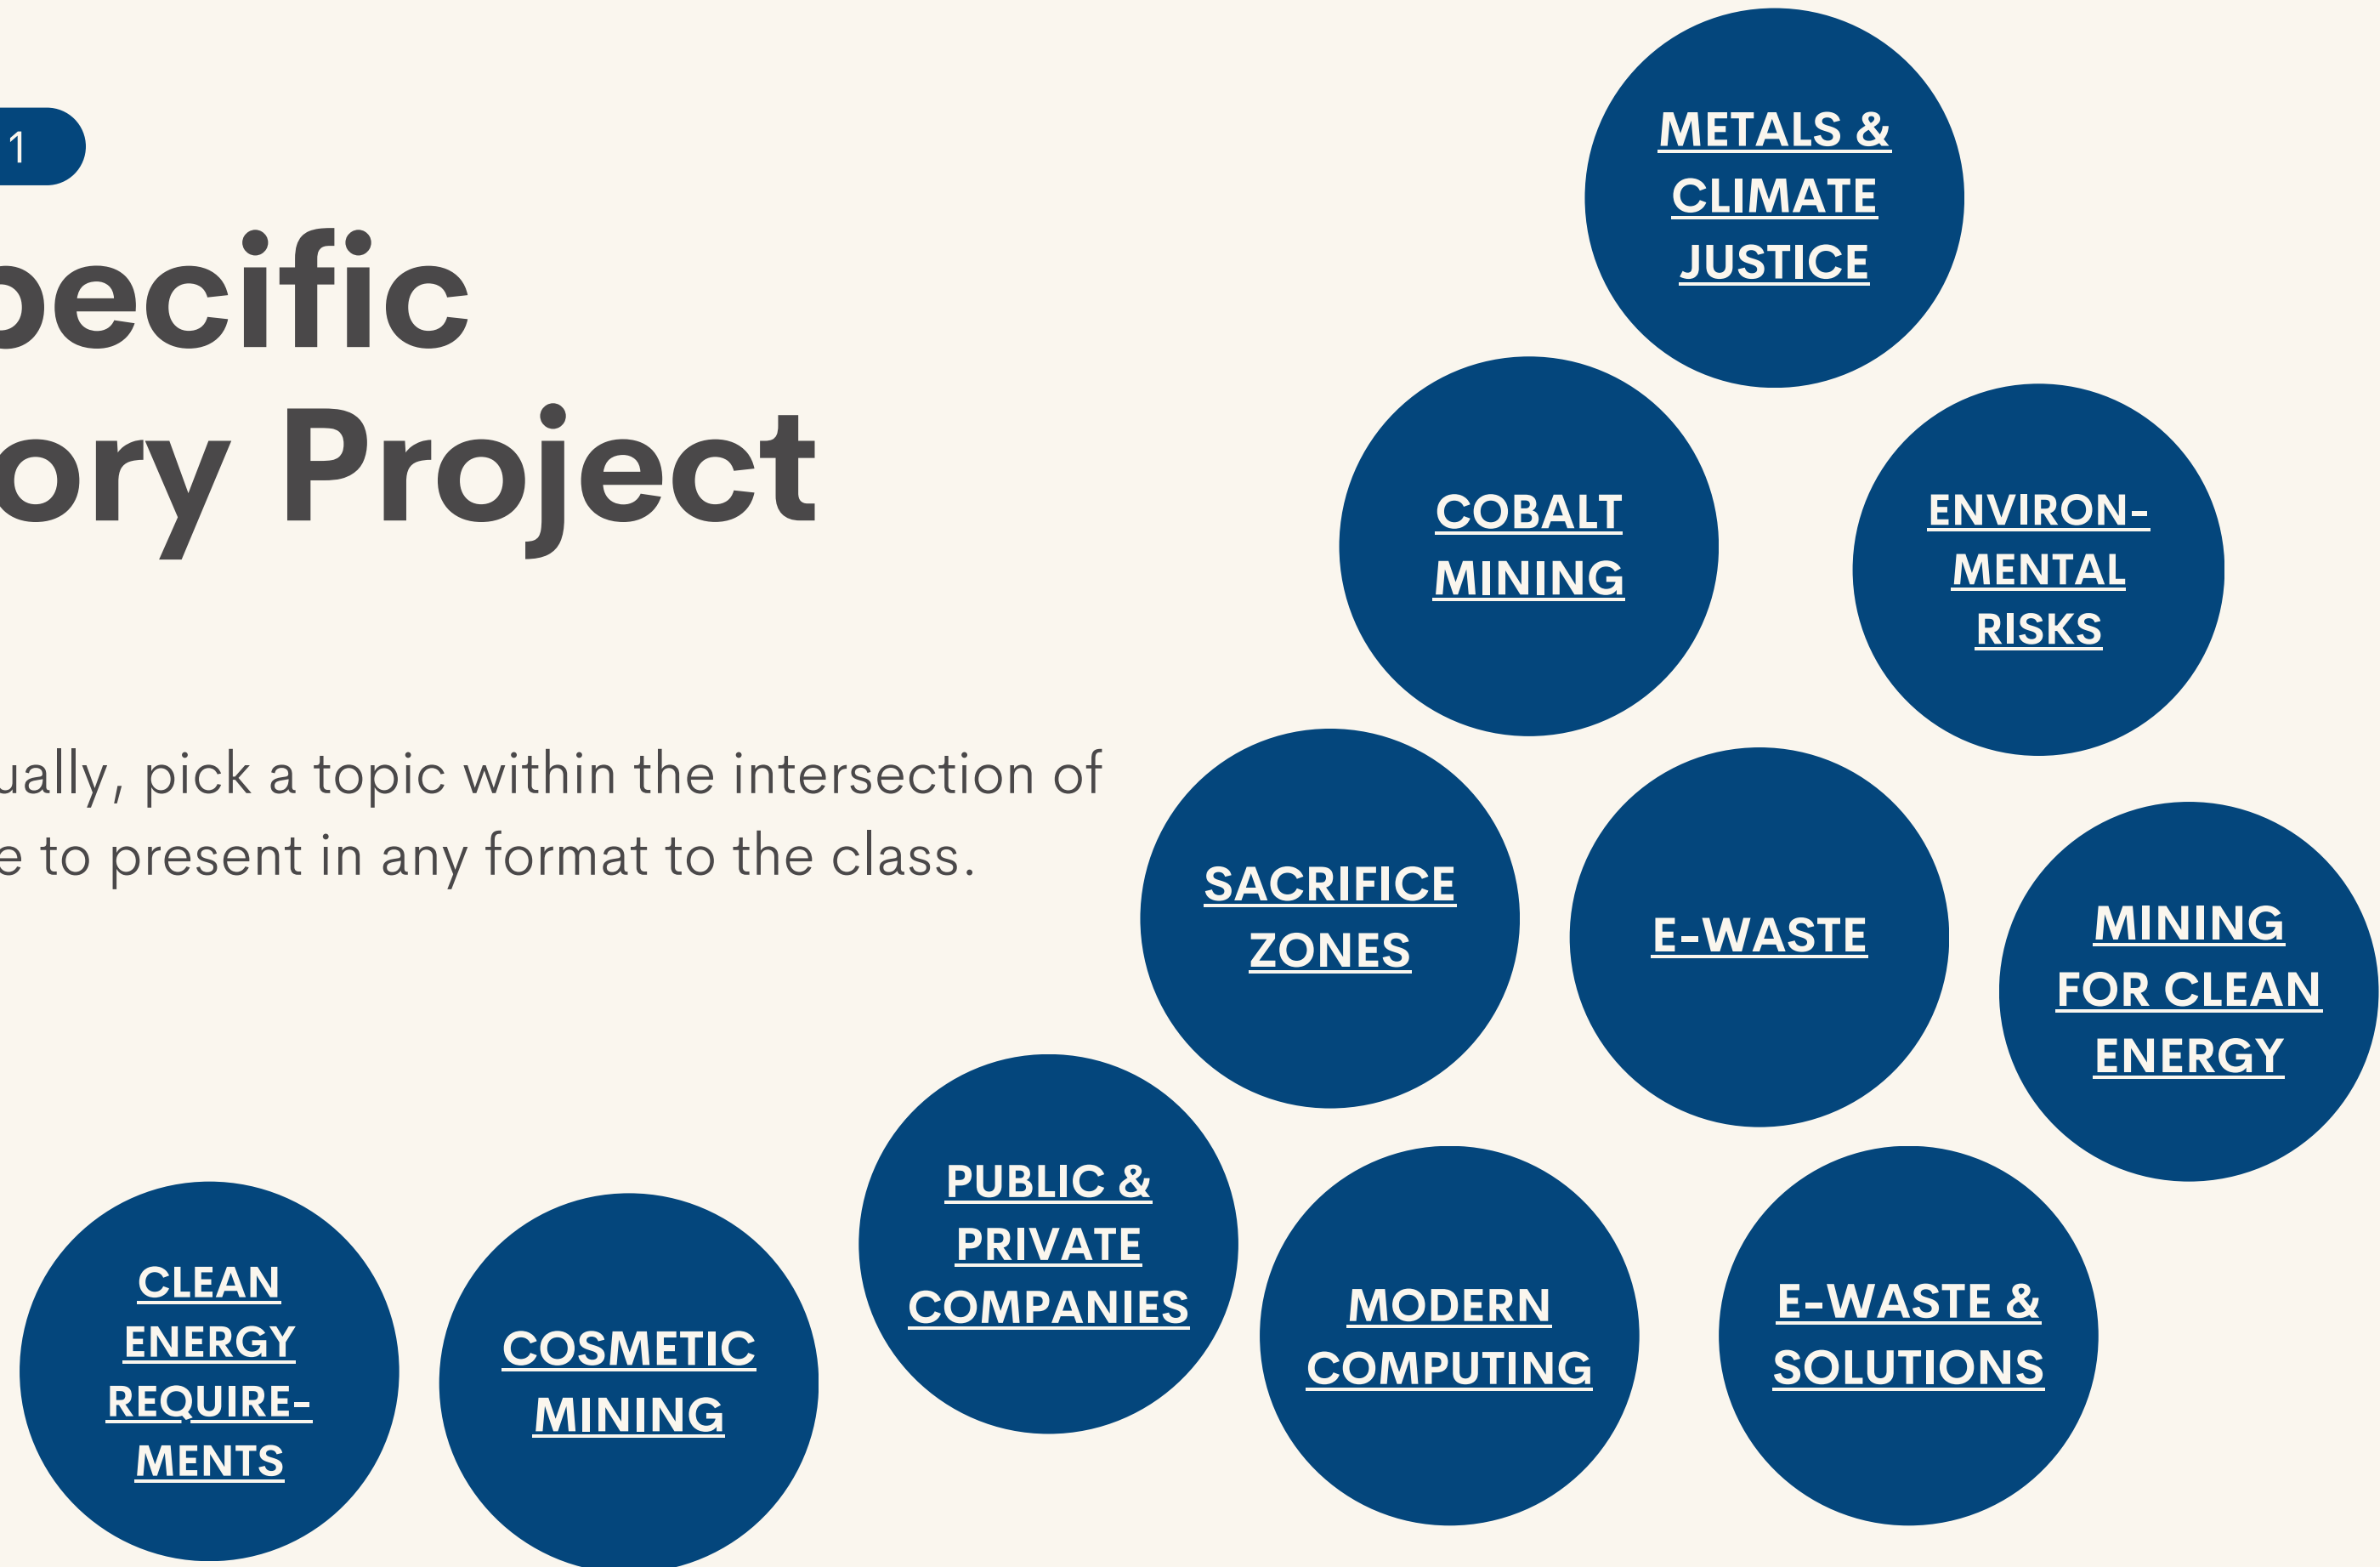 1
pecific
ory Project
ually, pick a topic within the intersection of
e to present in any format to the class.
METALS &
CLIMATE
JUSTICE
COBALT
MINING
ENVIRON-
MENTAL
RISKS
SACRIFICE
ZONES
E-WASTE
MINING
FOR CLEAN
ENERGY
PUBLIC &
PRIVATE
COMPANIES
MODERN
COMPUTING
E-WASTE &
SOLUTIONS
CLEAN
ENERGY
REQUIRE-
MENTS
COSMETIC
MINING